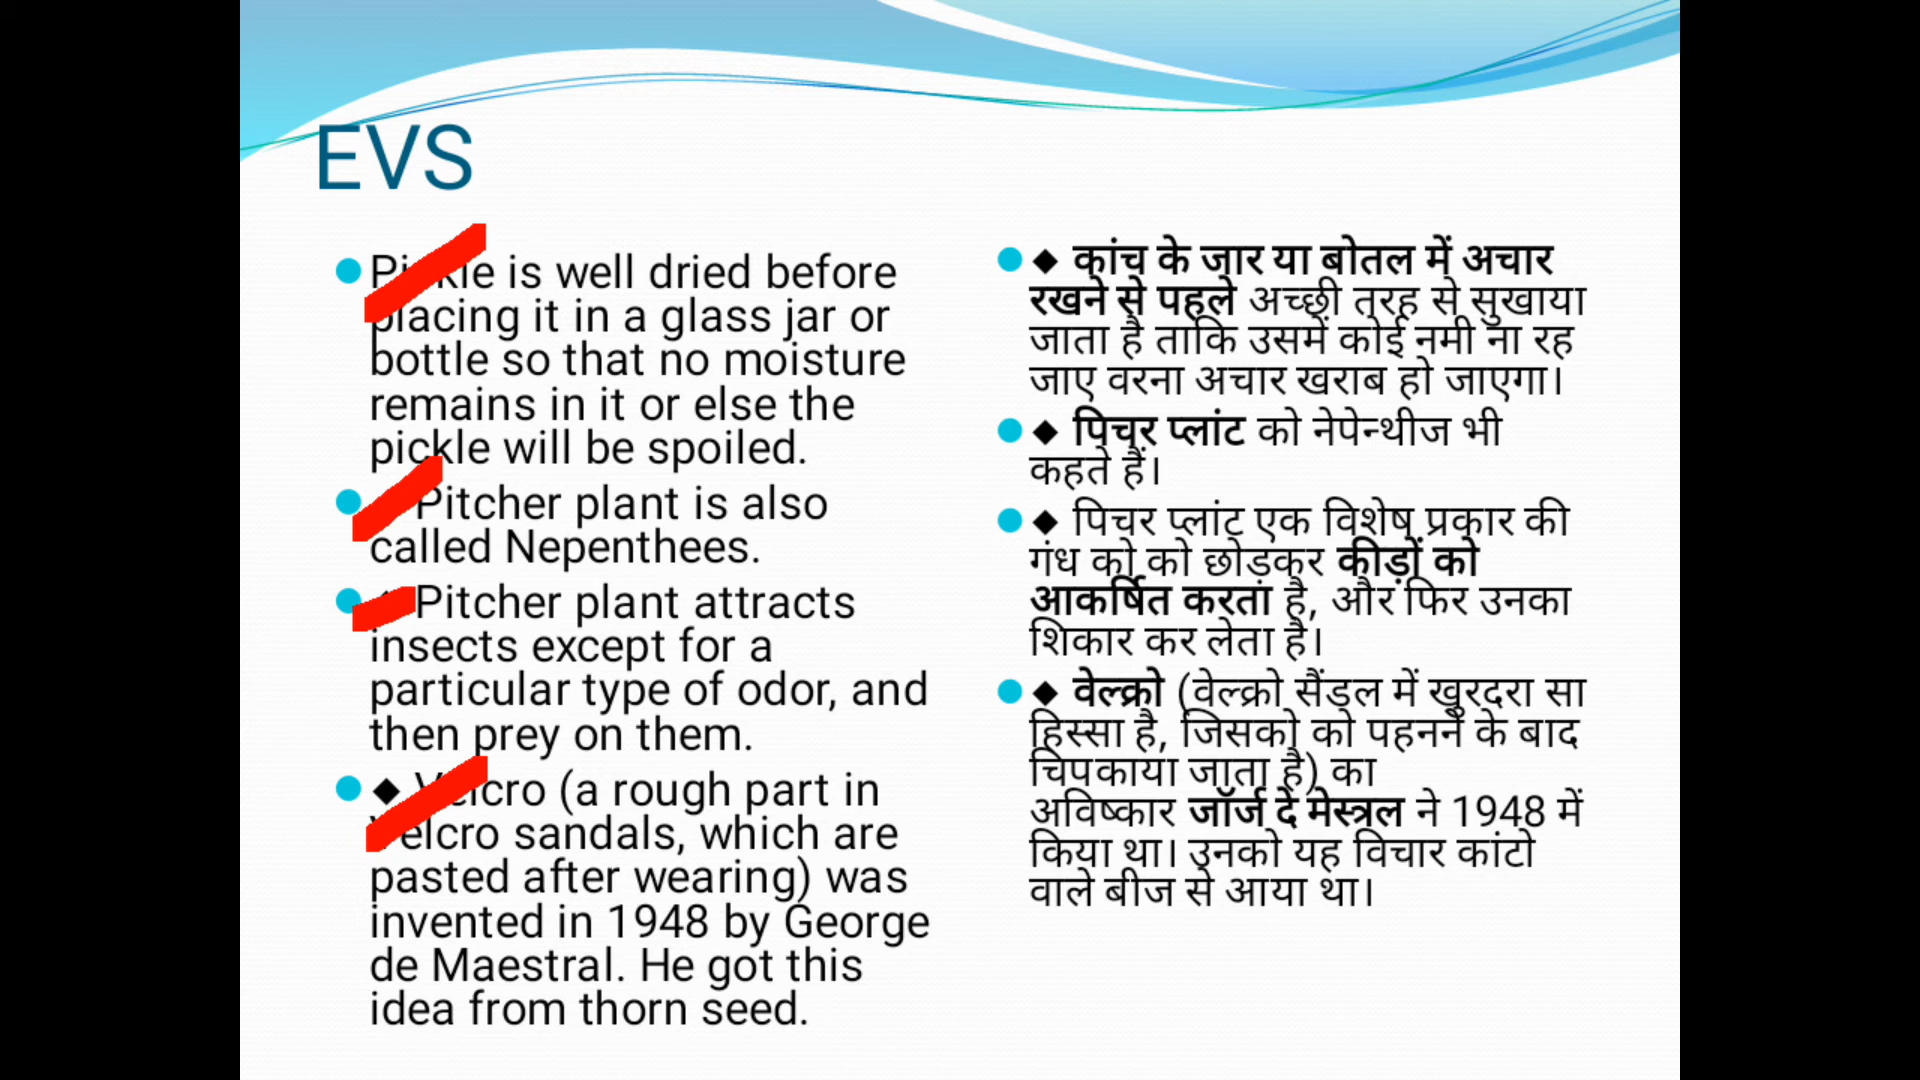 EVS
Pickle is well dried before
placing it in a glass jar or
bottle so that no moisture
remains in it or else the
pickle will be spoiled.
Pitcher plant is also
called Nepenthees.
Pitcher plant attracts
insects except for a
particular type of odor, and
then prey on them.
◆ Velcro (a rough part in
Velcro sandals, which are
pasted after wearing) was
invented in 1948 by George
de Maestral. He got this
idea from thorn seed.
◆ कांच के जार या बोतल में अचार
रखने से पहले अच्छी तरह से सुखाया
जाता है ताकि उसमें कोई नमी ना रह
जाए वरना अचार खराब हो जाएगा।
◆ पिचर प्लांट को नेपेन्थीज भी
कहते हैं।
◆ पिचर प्लांट एक विशेष प्रकार की
गंध को को छोड़कर कीड़ों को
आकर्षित करता है, और फिर उनका
शिकार कर लेता है।
◆ वेल्क्रो (वेल्क्रो सैंडल में खुरदरा सा
हिस्सा है, जिसको को पहनने के बाद
चिपकाया जाता है) का
अविष्कार जॉर्ज दे मेस्त्रल ने 1948 में
किया था। उनको यह विचार कांटो
वाले बीज से आया था।